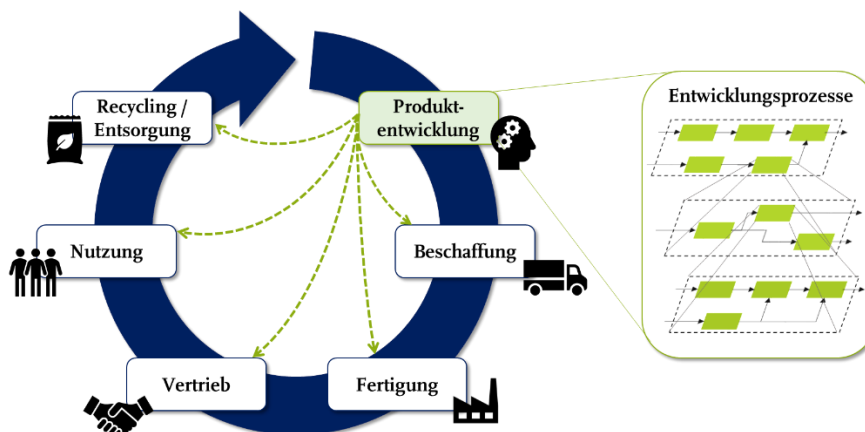 Recycling /
Entsorgung
Produkt-
entwicklung
Entwicklungsprozesse
Nutzung
Beschaffung
Vertrieb
Fertigung